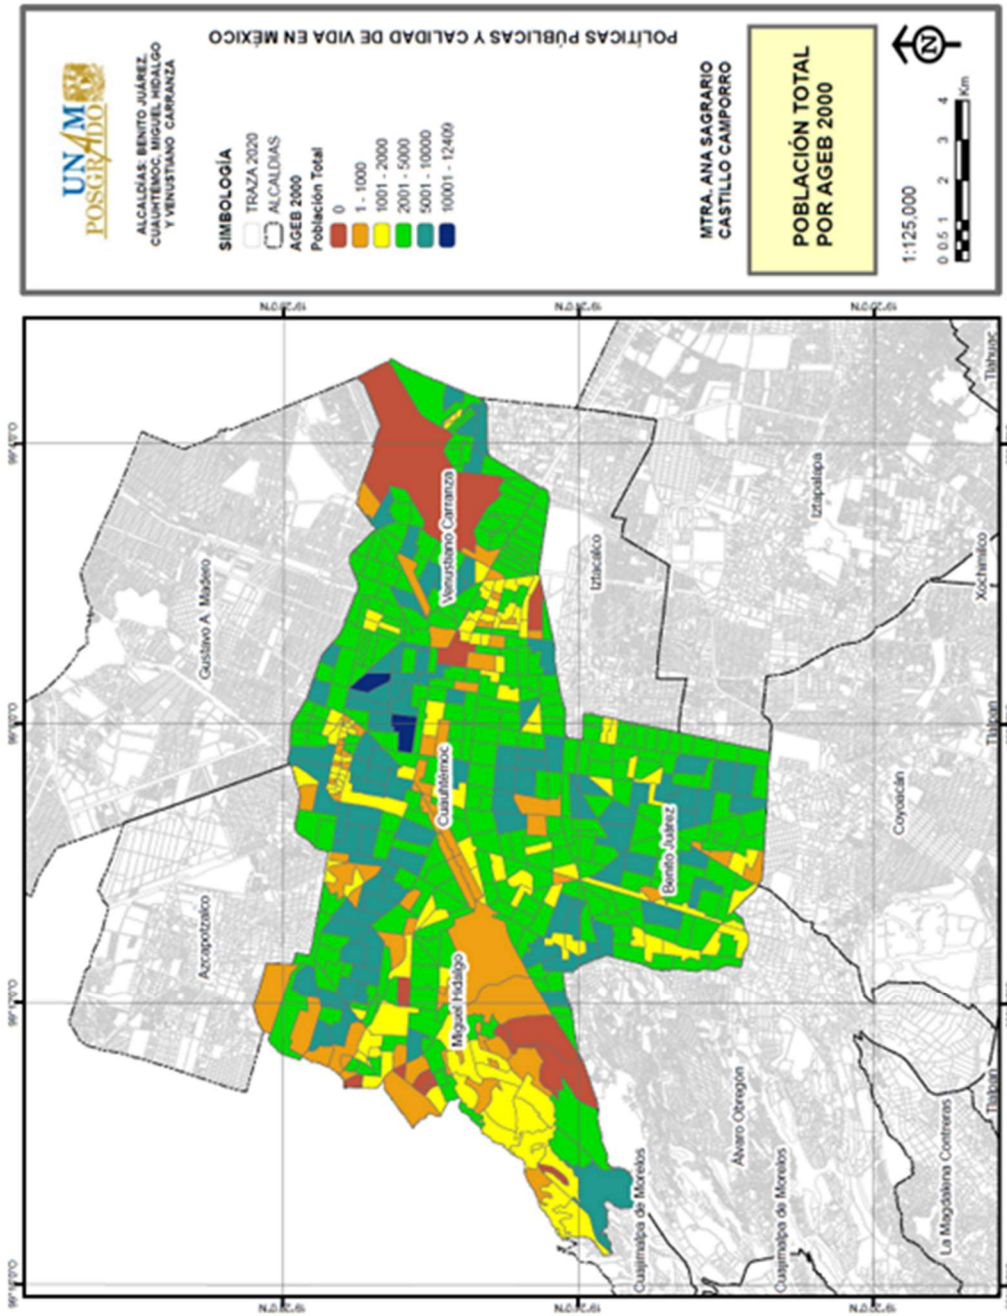 UNAM
POSGRADO
ALCALDÍAS: BENITO JUÁREZ,
CUAUHTÉMOC, MIGUEL HIDALGO
Y VENUSTIANO CARRANZA
SIMBOLOGÍA
TRAZA 2020
ALCALDÍAS
AGEB 2000
Población Total
0
1 - 1000
1001 - 2000
2001 - 5000
5001 - 10000
10001 - 12409
POLÍTICAS PÚBLICAS Y CALIDAD DE VIDA EN MÉXICO
MTRA. ANA SAGRARIO
CASTILLO CAMPORRO
POBLACIÓN TOTAL
POR AGEB 2000
1:125,000
0 0.5 1 2 3 4
Km
N
Gustavo A. Madero
Azcapotzalco
Venustiano Carranza
Cuauhtémoc
Miguel Hidalgo
Iztacalco
Benito Juárez
Iztapalapa
Coyoacán
Álvaro Obregón
Cuajimalpa de Morelos
Cuajimalpa de Morelos
La Magdalena Contreras
Tlalpan
Tlalpan
Xochimilco
Tláhuac